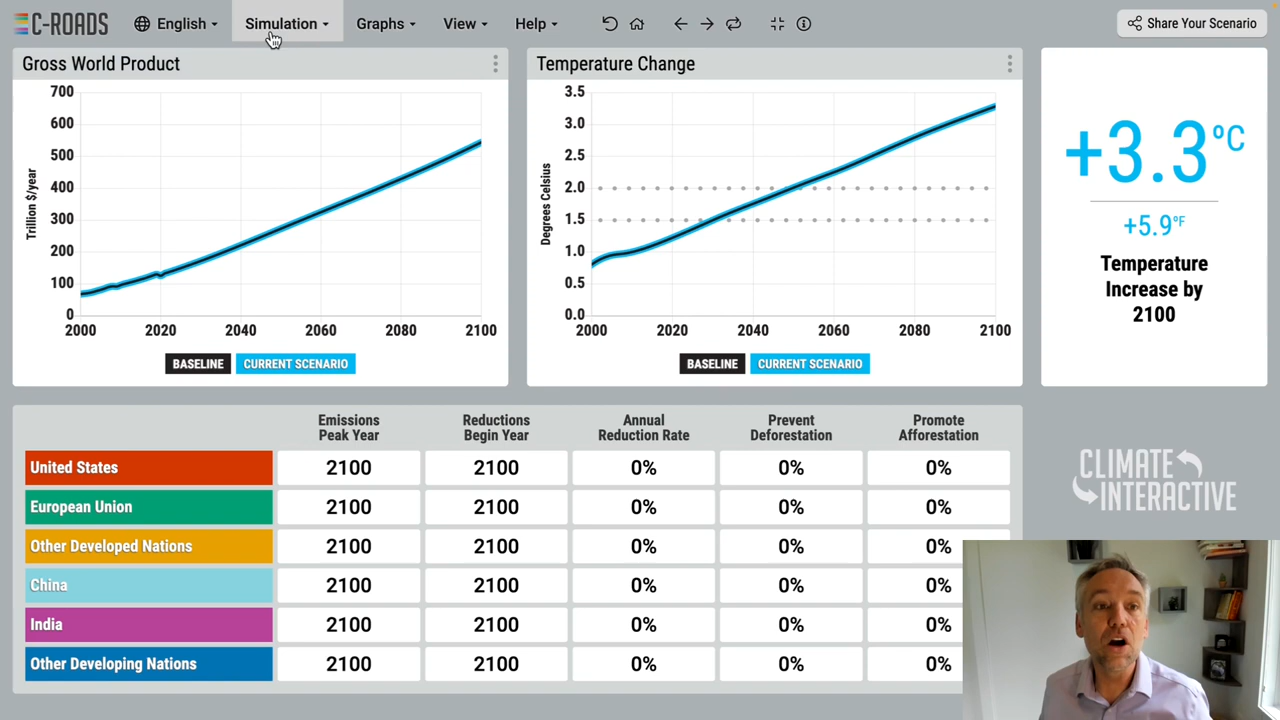 C-ROADS English Simulation Graphs View Help Share Your Scenario
Gross World Product
Trillion $/year
700
600
500
400
300
200
100
0
2000 2020 2040 2060 2080 2100
BASELINE CURRENT SCENARIO
Temperature Change
Degrees Celsius
3.5
3.0
2.5
2.0
1.5
1.0
0.5
0.0
2000 2020 2040 2060 2080 2100
BASELINE CURRENT SCENARIO
+3.3°C
+5.9°F
Temperature
Increase by
2100
Emissions Reductions Annual Prevent Promote
Peak Year Begin Year Reduction Rate Deforestation Afforestation
United States 2100 2100 0% 0% 0%
European Union 2100 2100 0% 0% 0%
Other Developed Nations 2100 2100 0% 0% 0%
China 2100 2100 0% 0% 0%
India 2100 2100 0% 0% 0%
Other Developing Nations 2100 2100 0% 0% 0%
CLIMATE
INTERACTIVE